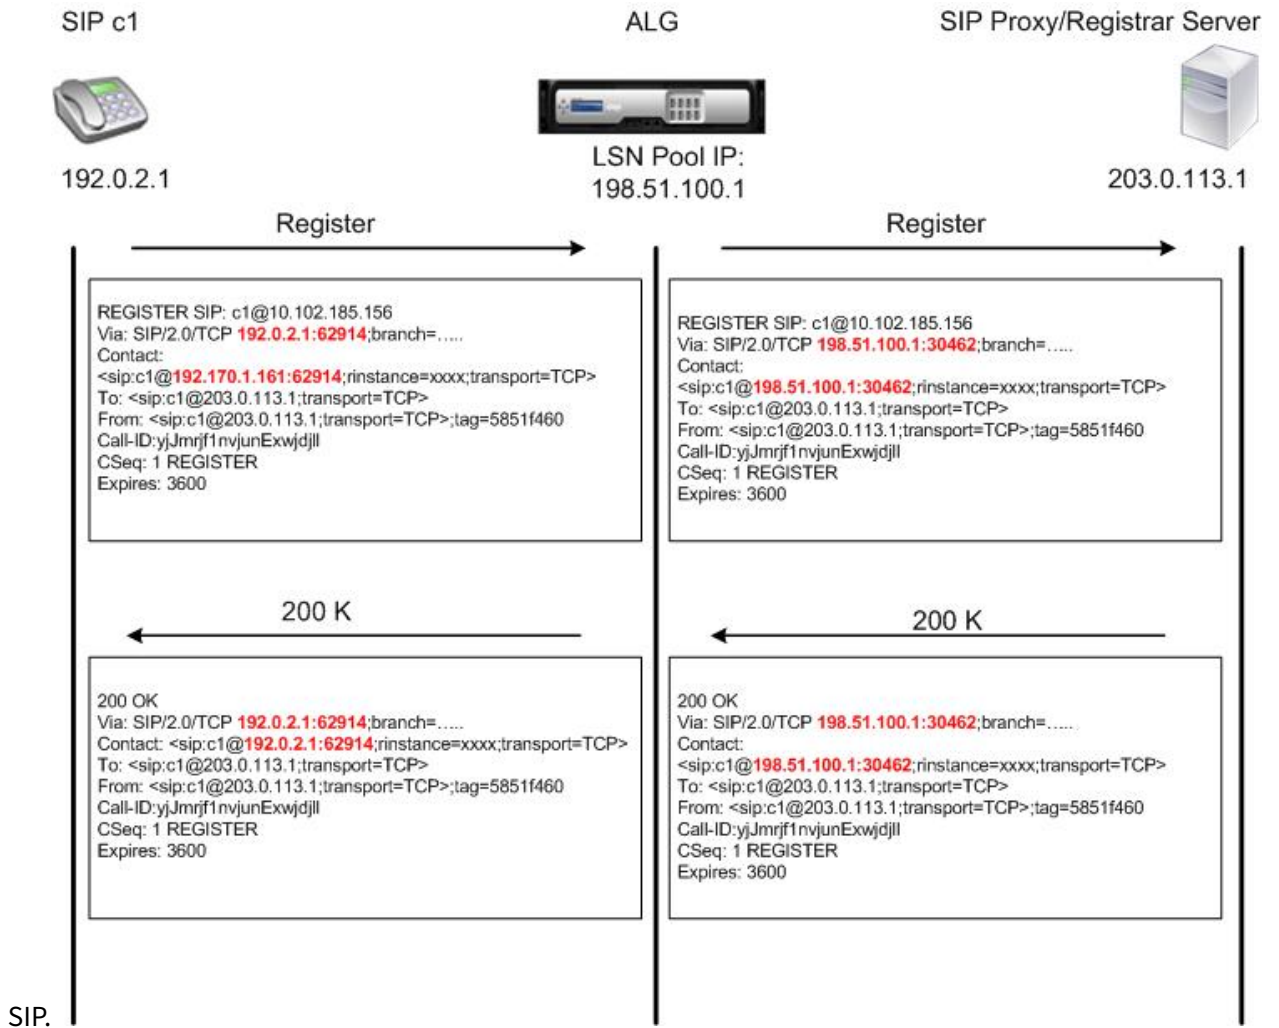 SIP c1
ALG
SIP Proxy/Registrar Server
192.0.2.1
LSN Pool IP:
198.51.100.1
203.0.113.1
Register
Register
REGISTER SIP: c1@10.102.185.156
Via: SIP/2.0/TCP 192.0.2.1:62914;branch=.....
Contact:
<sip:c1@192.170.1.161:62914;rinstance=xxxx;transport=TCP>
To: <sip:c1@203.0.113.1;transport=TCP>
From: <sip:c1@203.0.113.1;transport=TCP>;tag=5851f460
Call-ID:yjJmrjf1nvjunExwjdjlI
CSeq: 1 REGISTER
Expires: 3600
REGISTER SIP: c1@10.102.185.156
Via: SIP/2.0/TCP 198.51.100.1:30462;branch=.....
Contact:
<sip:c1@198.51.100.1:30462;rinstance=xxxx;transport=TCP>
To: <sip:c1@203.0.113.1;transport=TCP>
From: <sip:c1@203.0.113.1;transport=TCP>;tag=5851f460
Call-ID:yjJmrjf1nvjunExwjdjlI
CSeq: 1 REGISTER
Expires: 3600
200 K
200 K
200 OK
Via: SIP/2.0/TCP 192.0.2.1:62914;branch=.....
Contact: <sip:c1@192.0.2.1:62914;rinstance=xxxx;transport=TCP>
To: <sip:c1@203.0.113.1;transport=TCP>
From: <sip:c1@203.0.113.1;transport=TCP>;tag=5851f460
Call-ID:yjJmrjf1nvjunExwjdjlI
CSeq: 1 REGISTER
Expires: 3600
200 OK
Via: SIP/2.0/TCP 198.51.100.1:30462;branch=.....
Contact:
<sip:c1@198.51.100.1:30462;rinstance=xxxx;transport=TCP>
To: <sip:c1@203.0.113.1;transport=TCP>
From: <sip:c1@203.0.113.1;transport=TCP>;tag=5851f460
Call-ID:yjJmrjf1nvjunExwjdjlI
CSeq: 1 REGISTER
Expires: 3600
SIP.